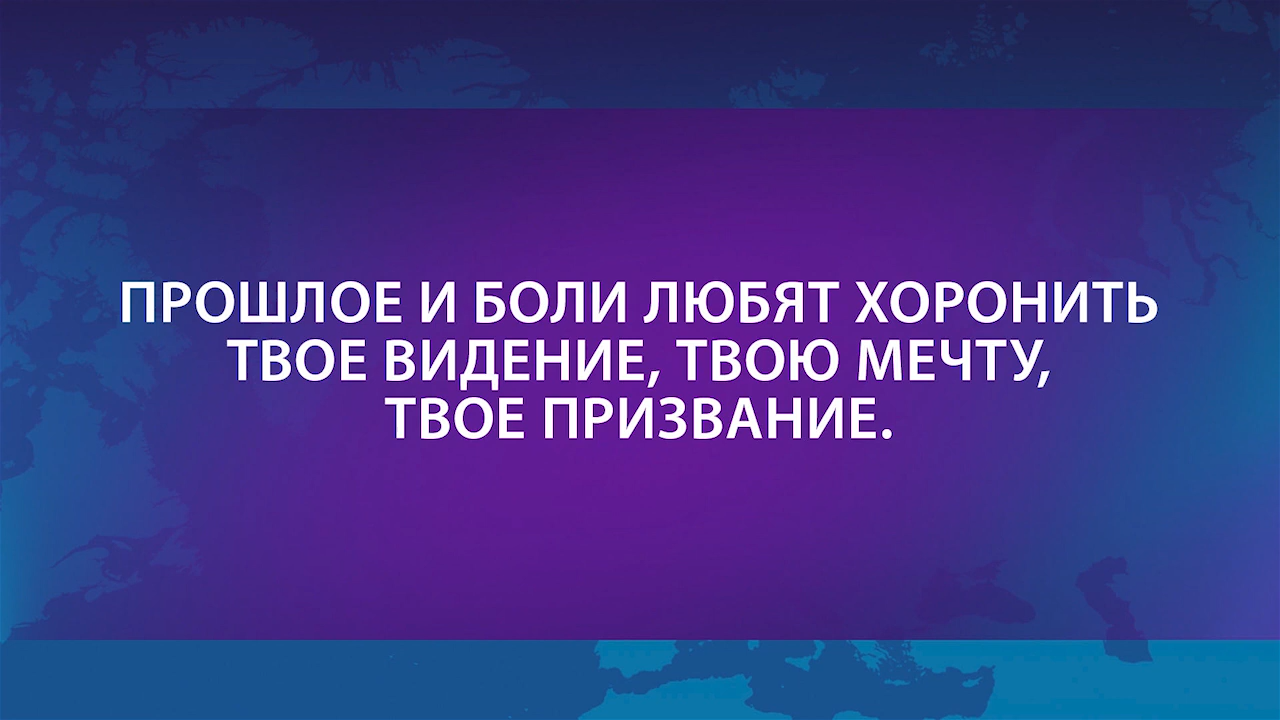 ПРОШЛОЕ И БОЛИ ЛЮБЯТ ХОРОНИТЬ
ТВОЕ ВИДЕНИЕ, ТВОЮ МЕЧТУ,
ТВОЕ ПРИЗВАНИЕ.